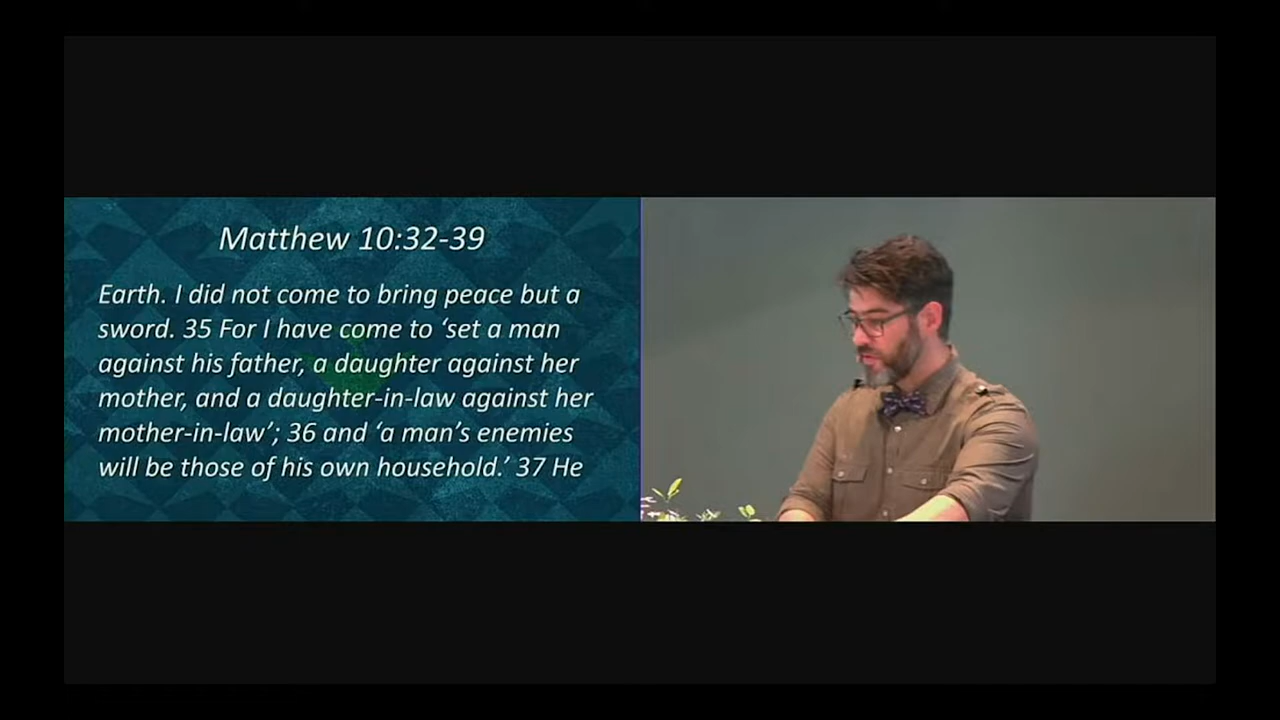 Matthew 10:32-39
Earth. I did not come to bring peace but a
sword. 35 For I have come to ‘set a man
against his father, a daughter against her
mother, and a daughter-in-law against her
mother-in-law’; 36 and ‘a man’s enemies
will be those of his own household.’ 37 He